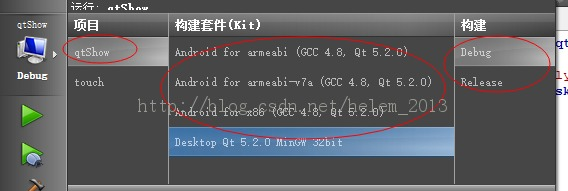 运行: qtShow
qtShow
Debug
项目
qtShow
touch
构建套件(Kit)
Android for armeabi (GCC 4.8, Qt 5.2.0)
Android for armeabi-v7a (GCC 4.8, Qt 5.2.0)
Android for x86 (GCC 4.8, Qt 5.2.0)
Desktop Qt 5.2.0 MinGW 32bit
构建
Debug
Release
http://blog.csdn.net/helem_2013